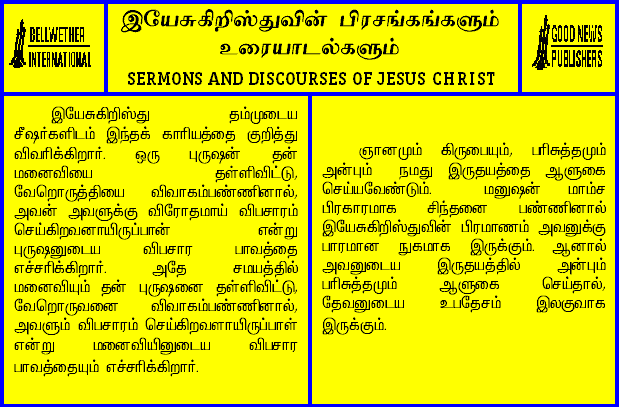 BELLWETHER
INTERNATIONAL
இயேசுகிறிஸ்துவின் பிரசங்கங்களும்
உரையாடல்களும்
SERMONS AND DISCOURSES OF JESUS CHRIST
GOOD NEWS
PUBLISHERS
இயேசுகிறிஸ்து தம்முடைய
சீஷர்களிடம் இந்தக் காரியத்தை குறித்து
விவரிக்கிறார். ஒரு புருஷன் தன்
மனைவியை தள்ளிவிட்டு,
வேறொருத்தியை விவாகம்பண்ணினால்,
அவன் அவளுக்கு விரோதமாய் விபசாரம்
செய்கிறவனாயிருப்பான் என்று
புருஷனுடைய விபசார பாவத்தை
எச்சரிக்கிறார். அதே சமயத்தில்
மனைவியும் தன் புருஷனை தள்ளிவிட்டு,
வேறொருவனை விவாகம்பண்ணினால்,
அவளும் விபசாரம் செய்கிறவளாயிருப்பாள்
என்று மனைவியினுடைய விபசார
பாவத்தையும் எச்சரிக்கிறார்.
ஞானமும் கிருபையும், பரிசுத்தமும்
அன்பும் நமது இருதயத்தை ஆளுகை
செய்யவேண்டும். மனுஷன் மாம்ச
பிரகாரமாக சிந்தனை பண்ணினால்
இயேசுகிறிஸ்துவின் பிரமாணம் அவனுக்கு
பாரமான நுகமாக இருக்கும். ஆனால்
அவனுடைய இருதயத்தில் அன்பும்
பரிசுத்தமும் ஆளுகை செய்தால்,
தேவனுடைய உபதேசம் இலகுவாக
இருக்கும்.